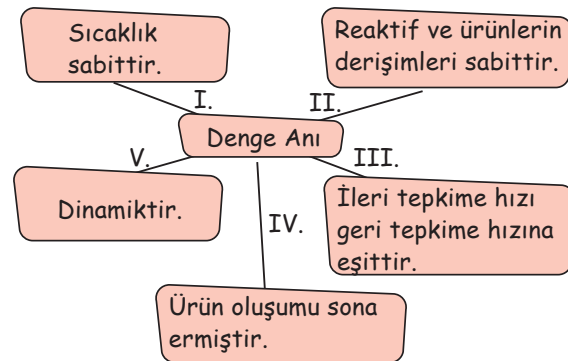 Sıcaklık
sabittir.
Reaktif ve ürünlerin
derişimleri sabittir.
I.
II.
Denge Anı
V.
III.
Dinamiktir.
İleri tepkime hızı
geri tepkime hızına
eşittir.
IV.
Ürün oluşumu sona
ermiştir.